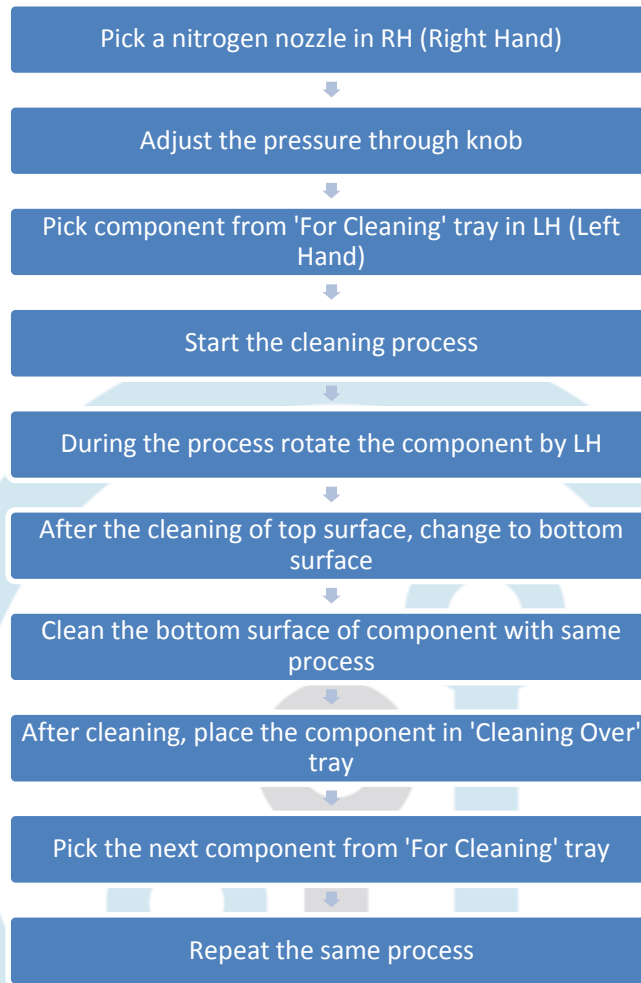 Pick a nitrogen nozzle in RH (Right Hand)
Adjust the pressure through knob
Pick component from 'For Cleaning' tray in LH (Left
Hand)
Start the cleaning process
During the process rotate the component by LH
After the cleaning of top surface, change to bottom
surface
Clean the bottom surface of component with same
process
After cleaning, place the component in 'Cleaning Over'
tray
Pick the next component from 'For Cleaning' tray
Repeat the same process